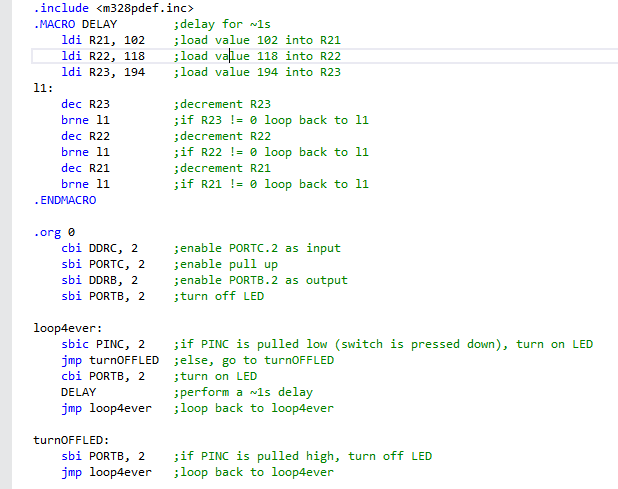 .include <m328pdef.inc>
.MACRO DELAY ;delay for ~1s
ldi R21, 102 ;load value 102 into R21
ldi R22, 118 ;load value 118 into R22
ldi R23, 194 ;load value 194 into R23
l1:
dec R23 ;decrement R23
brne l1 ;if R23 != 0 loop back to l1
dec R22 ;decrement R22
brne l1 ;if R22 != 0 loop back to l1
dec R21 ;decrement R21
brne l1 ;if R21 != 0 loop back to l1
.ENDMACRO
.org 0
cbi DDRC, 2 ;enable PORTC.2 as input
sbi PORTC, 2 ;enable pull up
sbi DDRB, 2 ;enable PORTB.2 as output
sbi PORTB, 2 ;turn off LED
loop4ever:
sbic PINC, 2 ;if PINC is pulled low (switch is pressed down), turn on LED
jmp turnOFFLED ;else, go to turnOFFLED
cbi PORTB, 2 ;turn on LED
DELAY ;perform a ~1s delay
jmp loop4ever ;loop back to loop4ever
turnOFFLED:
sbi PORTB, 2 ;if PINC is pulled high, turn off LED
jmp loop4ever ;loop back to loop4ever